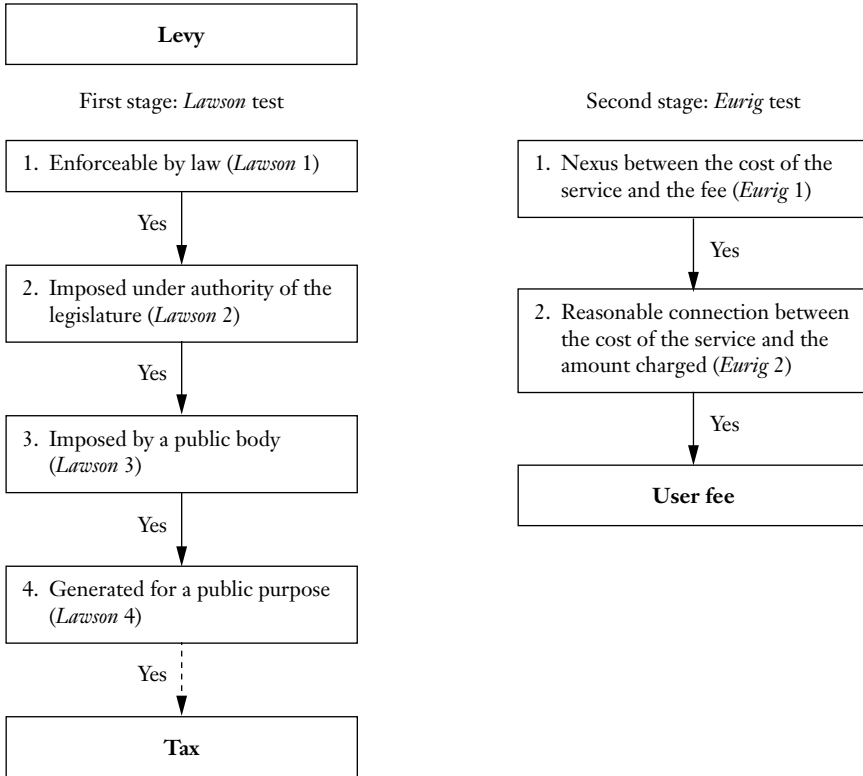 Levy
First stage: Lawson test
1. Enforceable by law (Lawson 1)
Yes
2. Imposed under authority of the
legislature (Lawson 2)
Yes
3. Imposed by a public body
(Lawson 3)
Yes
4. Generated for a public purpose
(Lawson 4)
Yes
Tax
Second stage: Eurig test
1. Nexus between the cost of the
service and the fee (Eurig 1)
Yes
2. Reasonable connection between
the cost of the service and the
amount charged (Eurig 2)
Yes
User fee